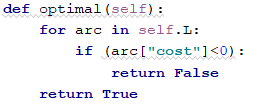 def optimal(self):
    for arc in self.L:
        if (arc["cost"]<0):
            return False
    return True